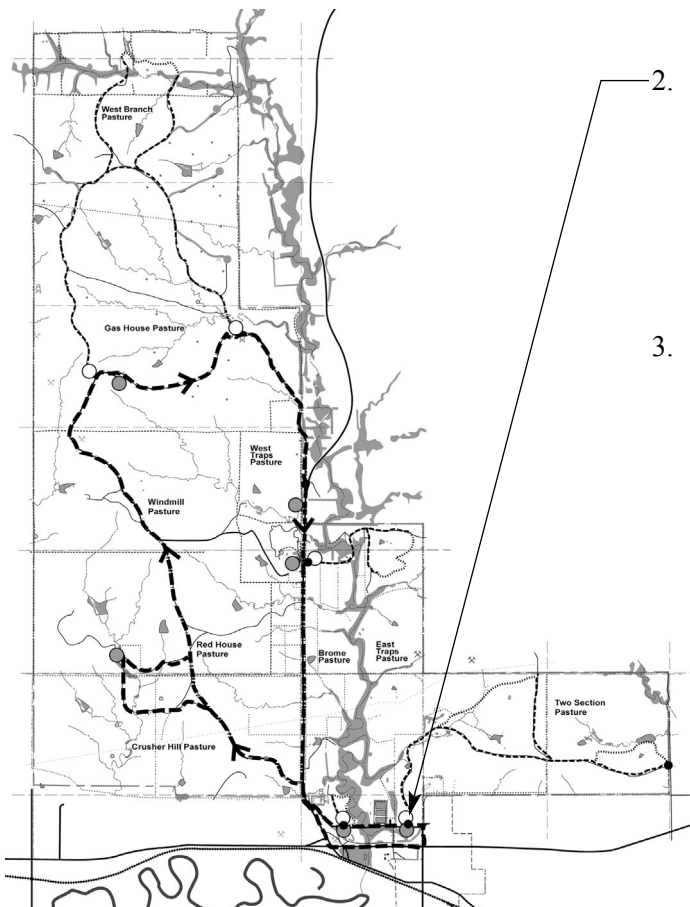 2.
West Branch
Pasture
3.
Gas House Pasture
West
Traps
Pasture
Windmill
Pasture
Red House
Pasture
Brome
Pasture
East
Traps
Pasture
Two Section
Pasture
Crusher Hill Pasture